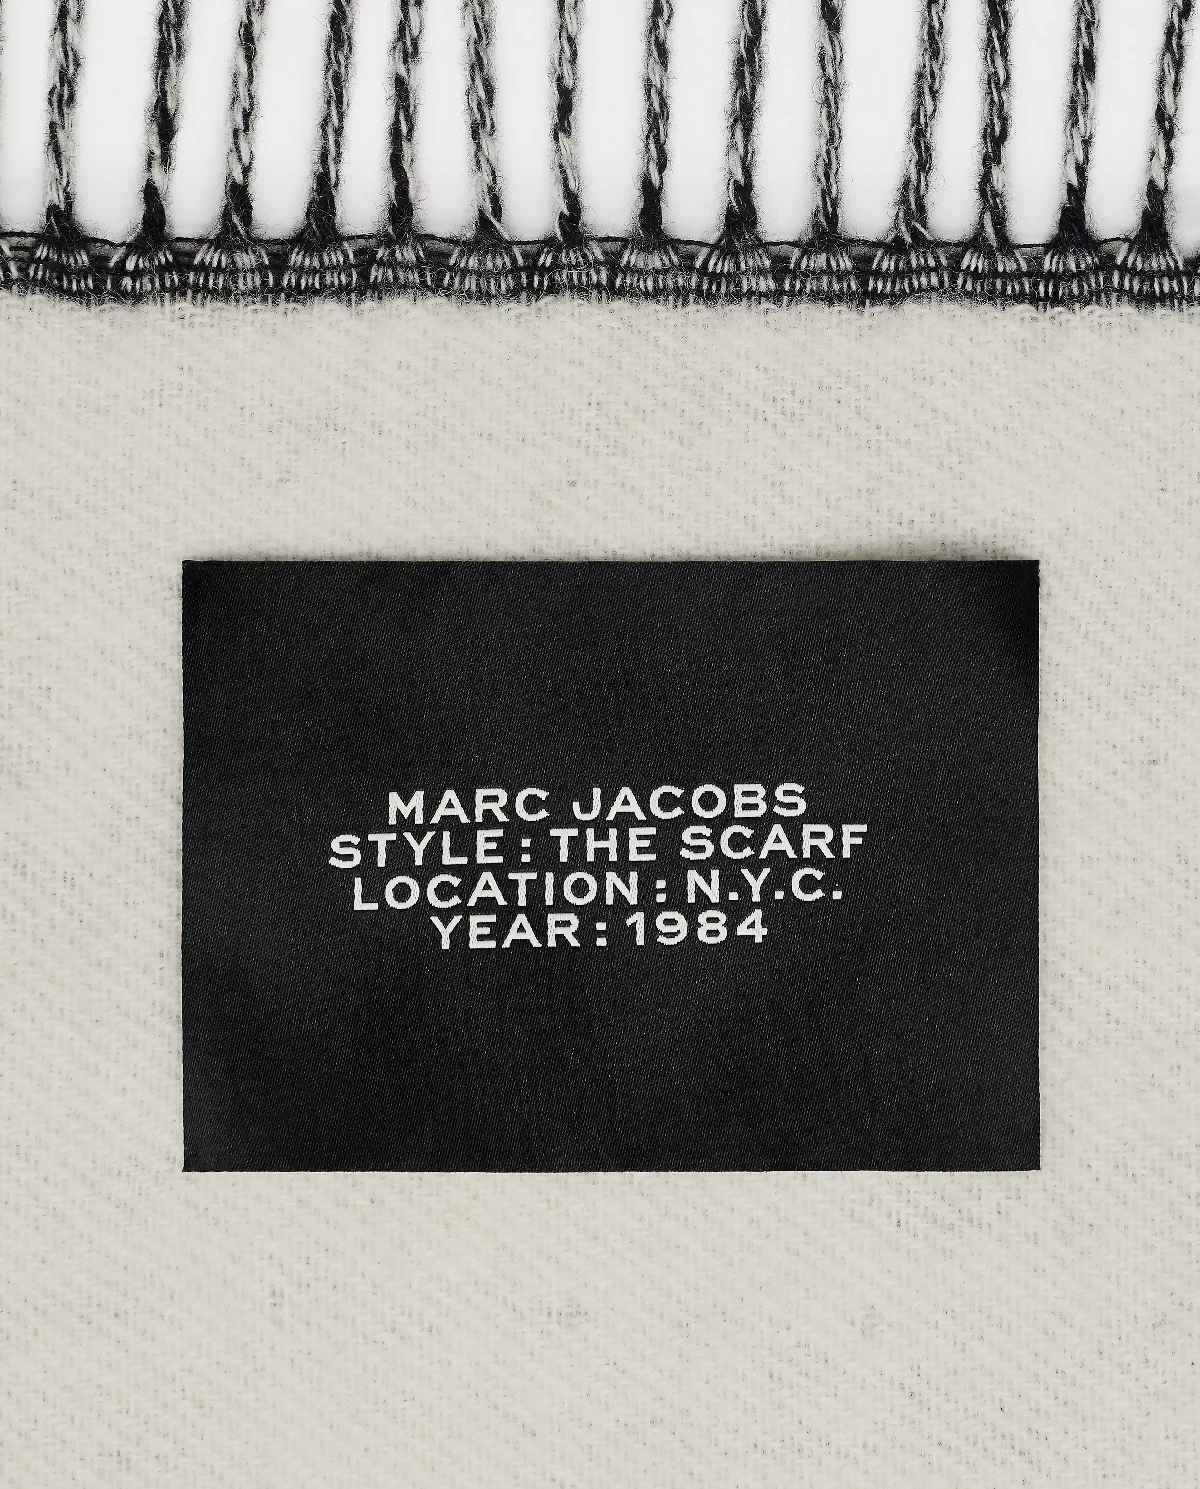 MARC JACOBS
STYLE : THE SCARF
LOCATION : N.Y.C.
YEAR : 1984